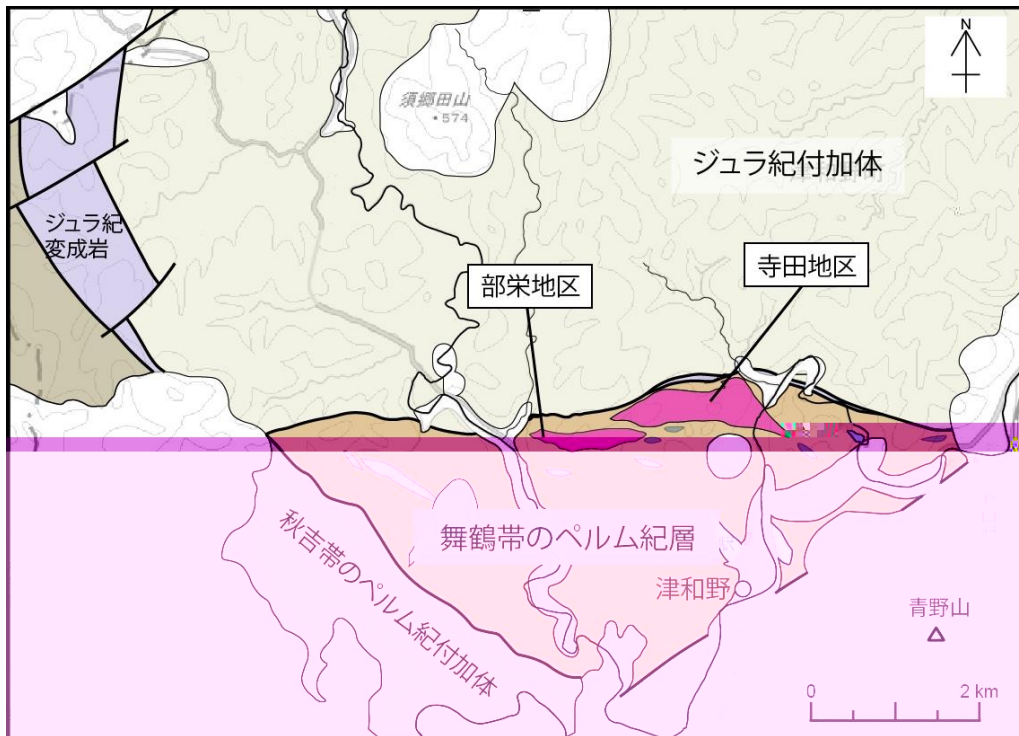 N
須郷田山
・574
ジュラ紀付加体
ジュラ紀
変成岩
部栄地区
寺田地区
舞鶴帯のペルム紀層
秋吉帯のペルム紀付加体
津和野
青野山
0
2 km